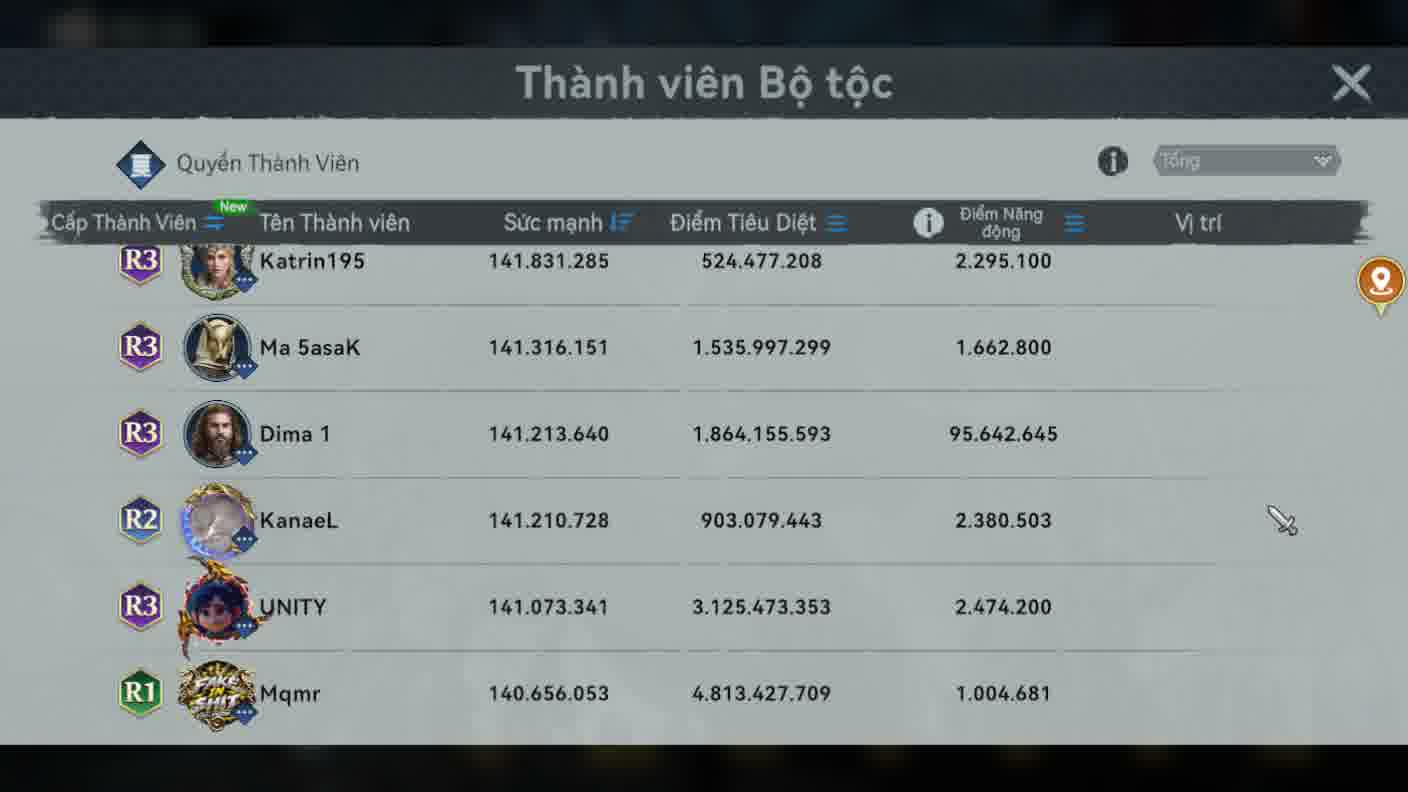 Thành viên Bộ tộc
Quyển Thành Viên
Tổng
Cấp Thành Viên New Tên Thành viên Sức mạnh Điểm Tiêu Diệt Điểm Năng động Vị trí
R3 Katrin195 141.831.285 524.477.208 2.295.100
R3 Ma 5asaK 141.316.151 1.535.997.299 1.662.800
R3 Dima 1 141.213.640 1.864.155.593 95.642.645
R2 KanaeL 141.210.728 903.079.443 2.380.503
R3 UNITY 141.073.341 3.125.473.353 2.474.200
R1 FAKE IN SHIT Mqmr 140.656.053 4.813.427.709 1.004.681